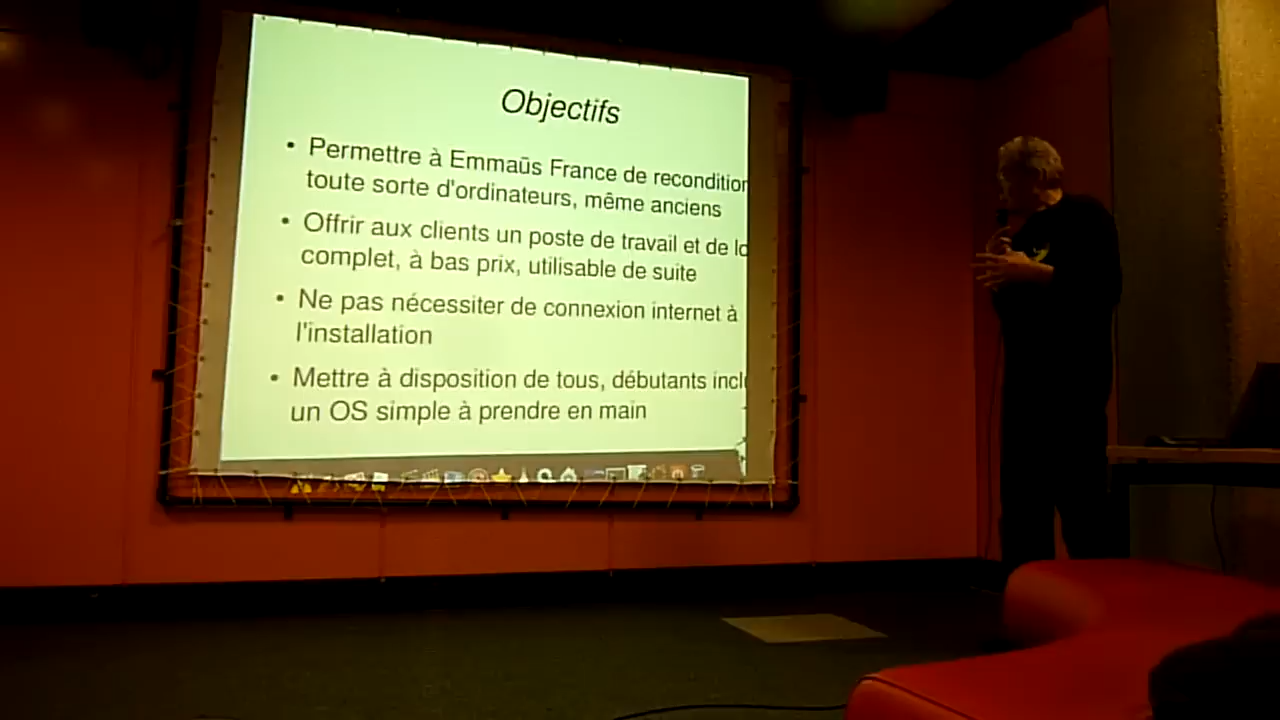 Objectifs
• Permettre à Emmaüs France de recondition
toute sorte d'ordinateurs, même anciens
• Offrir aux clients un poste de travail et de lo
complet, à bas prix, utilisable de suite
• Ne pas nécessiter de connexion internet à
l'installation
• Mettre à disposition de tous, débutants incl
un OS simple à prendre en main